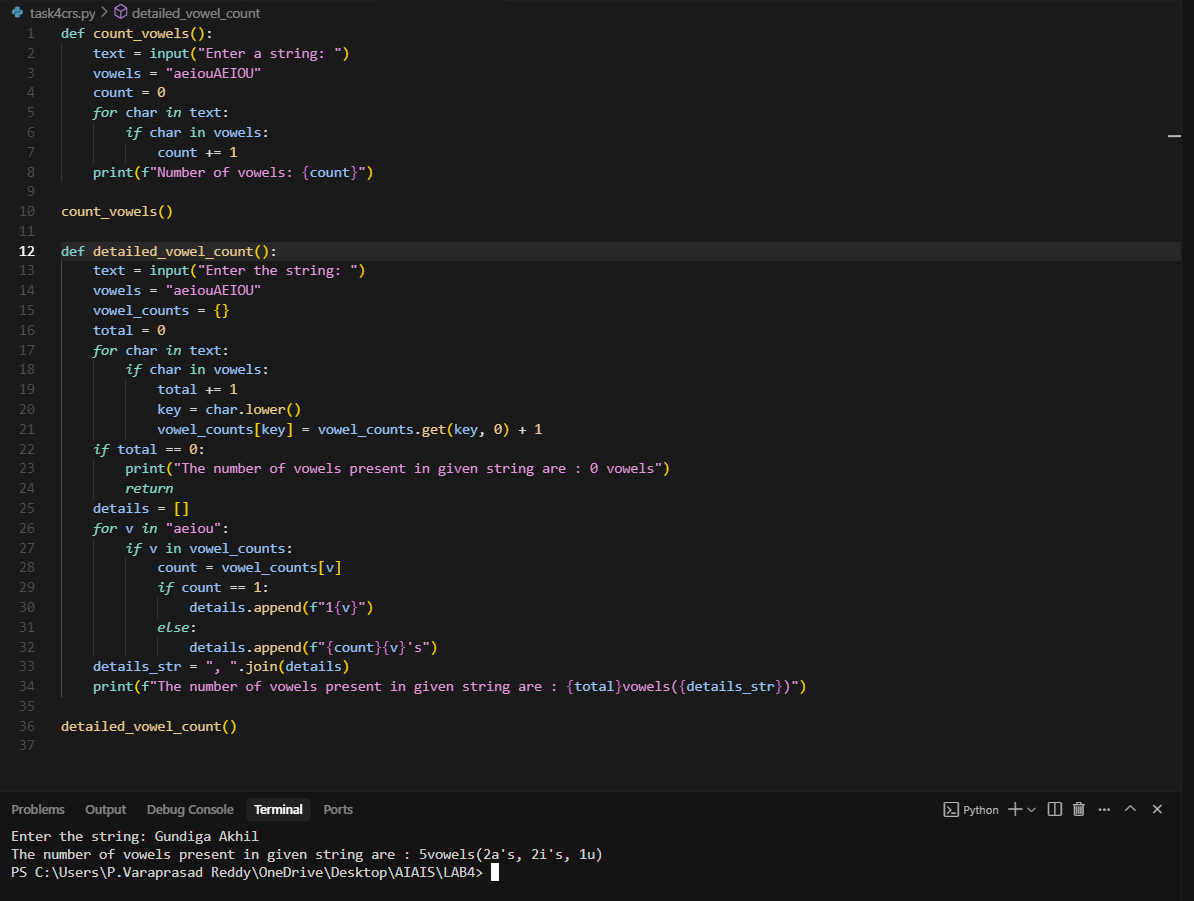 task4crs.py > detailed_vowel_count
1 def count_vowels():
2     text = input("Enter a string: ")
3     vowels = "aeiouAEIOU"
4     count = 0
5     for char in text:
6         if char in vowels:
7             count += 1
8     print(f"Number of vowels: {count}")
9
10 count_vowels()
11
12 def detailed_vowel_count():
13     text = input("Enter the string: ")
14     vowels = "aeiouAEIOU"
15     vowel_counts = {}
16     total = 0
17     for char in text:
18         if char in vowels:
19             total += 1
20             key = char.lower()
21             vowel_counts[key] = vowel_counts.get(key, 0) + 1
22     if total == 0:
23         print("The number of vowels present in given string are : 0 vowels")
24         return
25     details = []
26     for v in "aeiou":
27         if v in vowel_counts:
28             count = vowel_counts[v]
29             if count == 1:
30                 details.append(f"1{v}")
31             else:
32                 details.append(f"{count}{v}'s")
33     details_str = ", ".join(details)
34     print(f"The number of vowels present in given string are : {total}vowels({details_str})")
35
36 detailed_vowel_count()
37
Problems Output Debug Console Terminal Ports Python
Enter the string: Gundiga Akhil
The number of vowels present in given string are : 5vowels(2a's, 2i's, 1u)
PS C:\Users\P.Varaprasad Reddy\OneDrive\Desktop\AIAIS\LAB4>